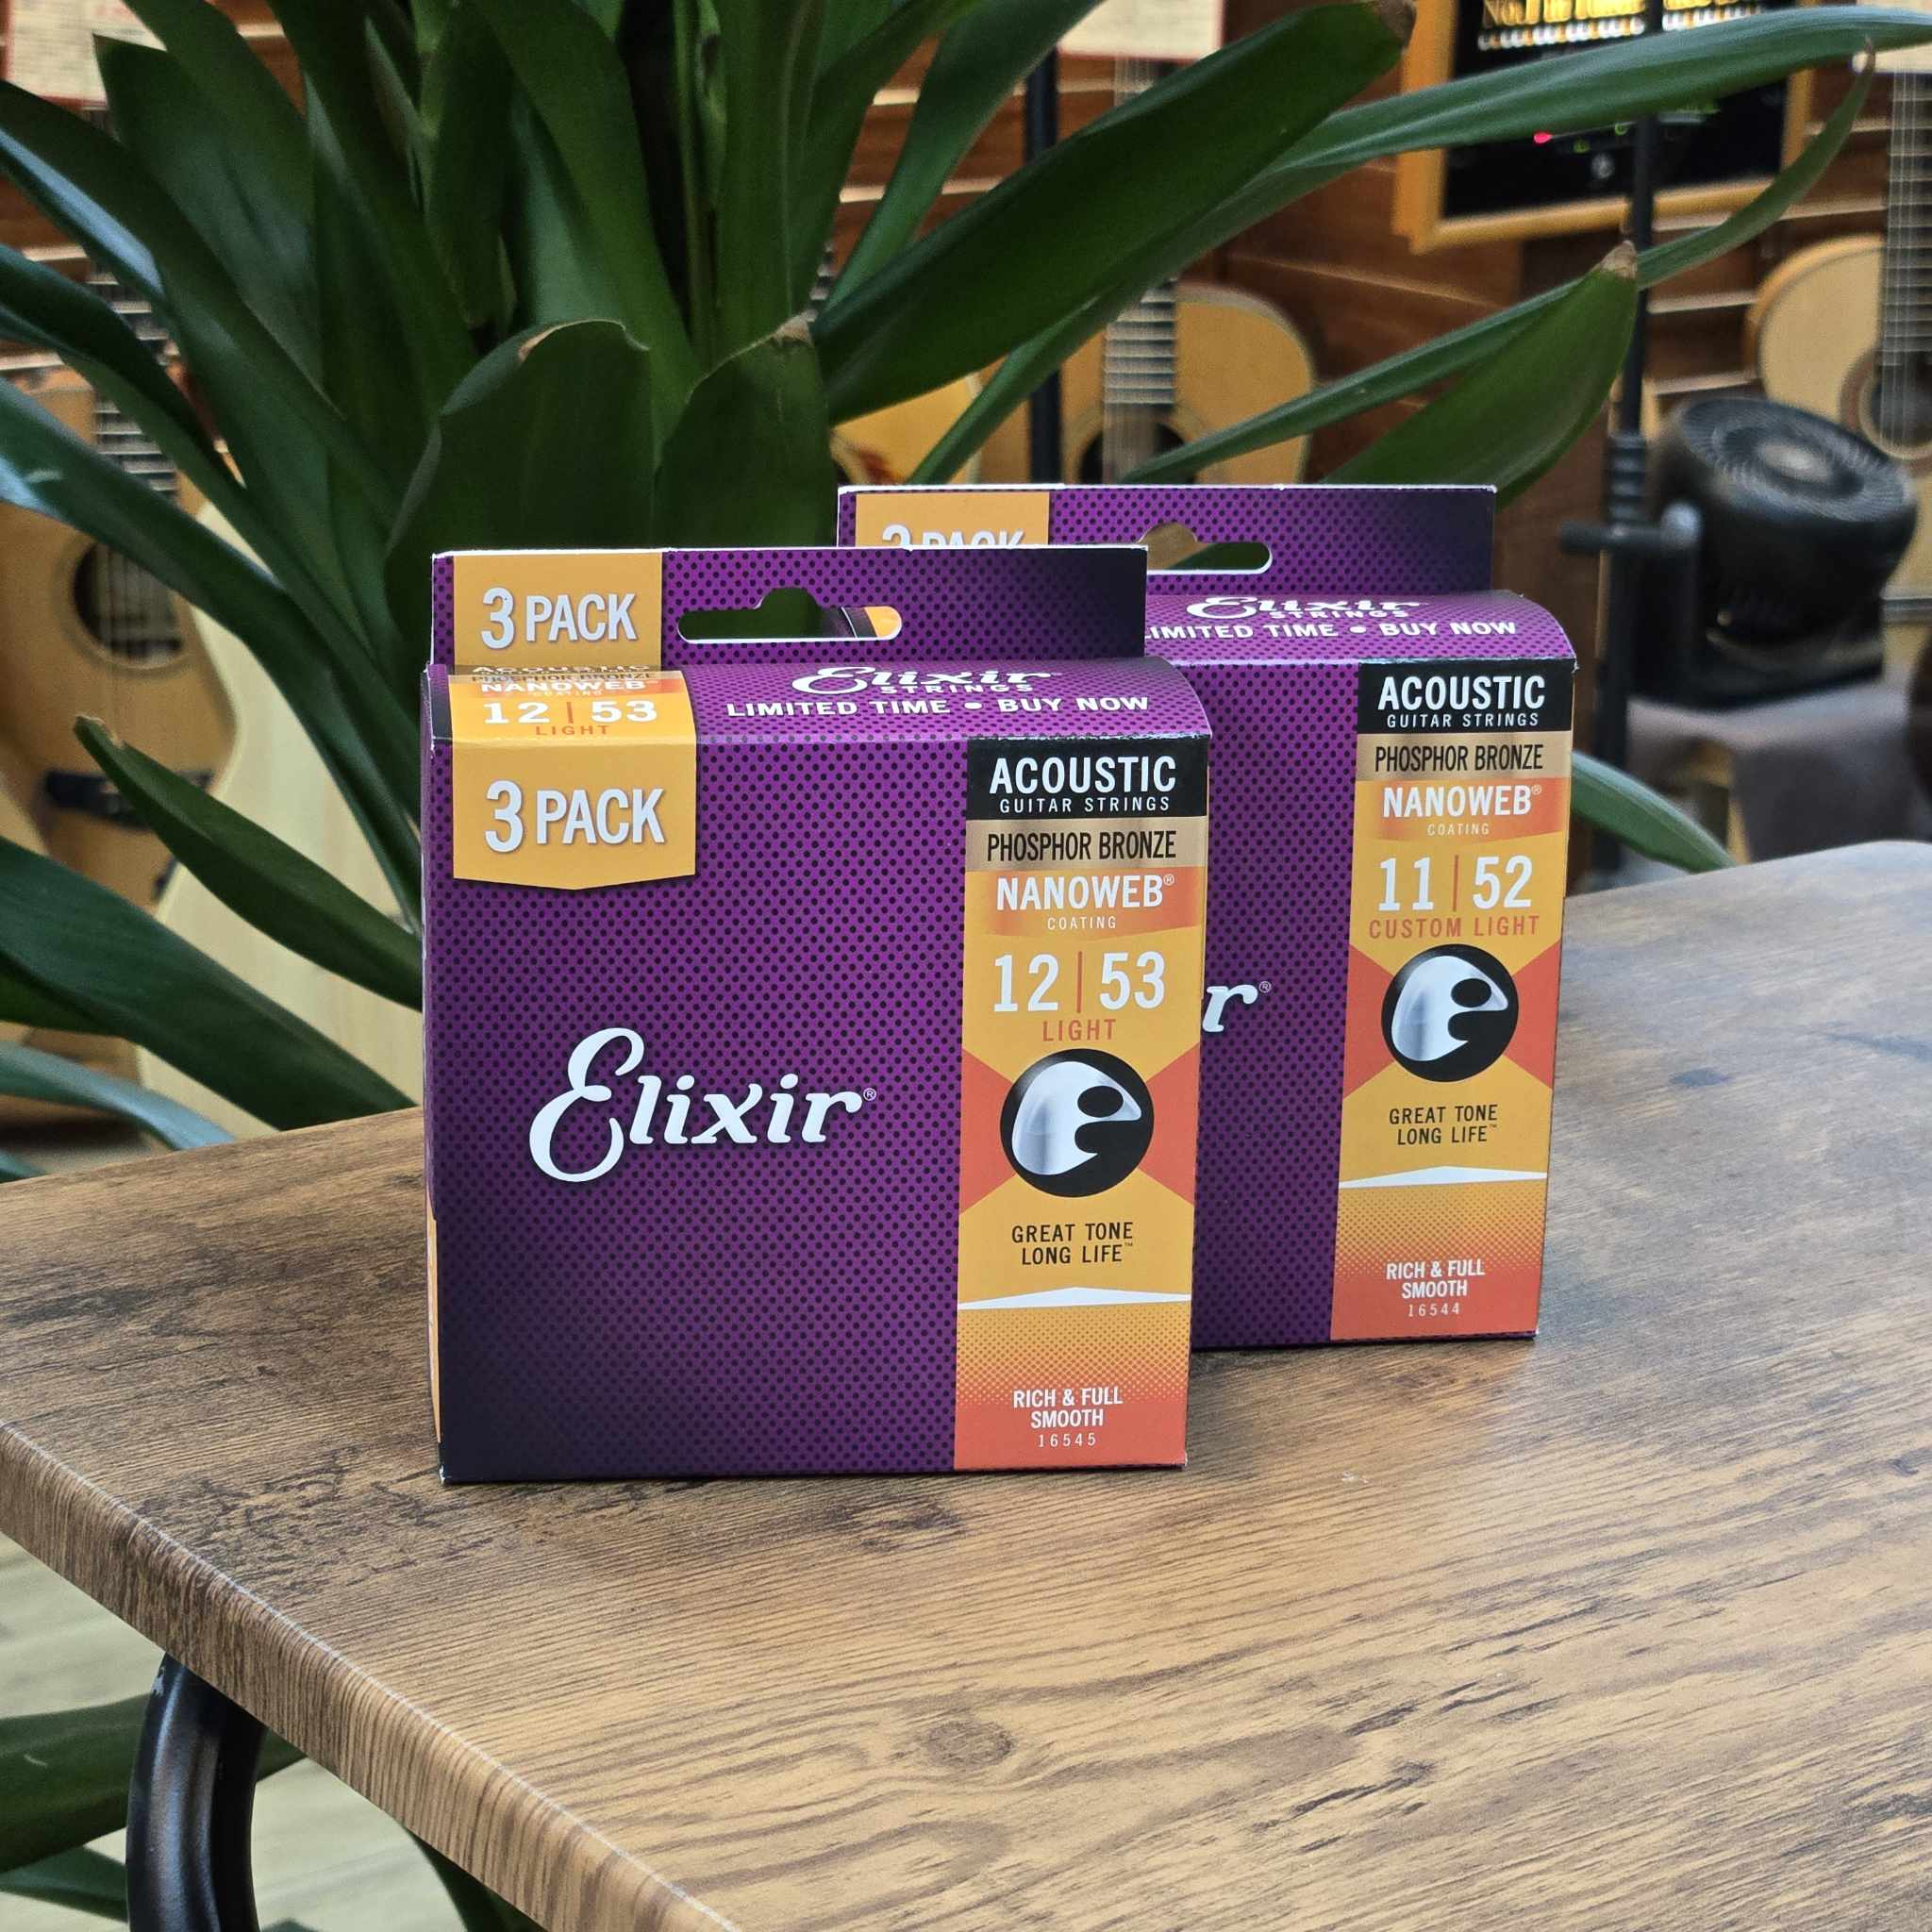 3 PACK
ACOUSTIC
PHOSPHOR BRONZE
NANOWEB
COATING
12 | 53
LIGHT
Elixir
STRINGS
LIMITED TIME • BUY NOW
3 PACK
ACOUSTIC
GUITAR STRINGS
PHOSPHOR BRONZE
NANOWEB®
COATING
12 | 53
LIGHT
Elixir®
GREAT TONE
LONG LIFE™
RICH & FULL
SMOOTH
16545
3 PACK
Elixir
STRINGS
LIMITED TIME • BUY NOW
ACOUSTIC
GUITAR STRINGS
PHOSPHOR BRONZE
NANOWEB®
COATING
11 | 52
CUSTOM LIGHT
r®
GREAT TONE
LONG LIFE™
RICH & FULL
SMOOTH
16544